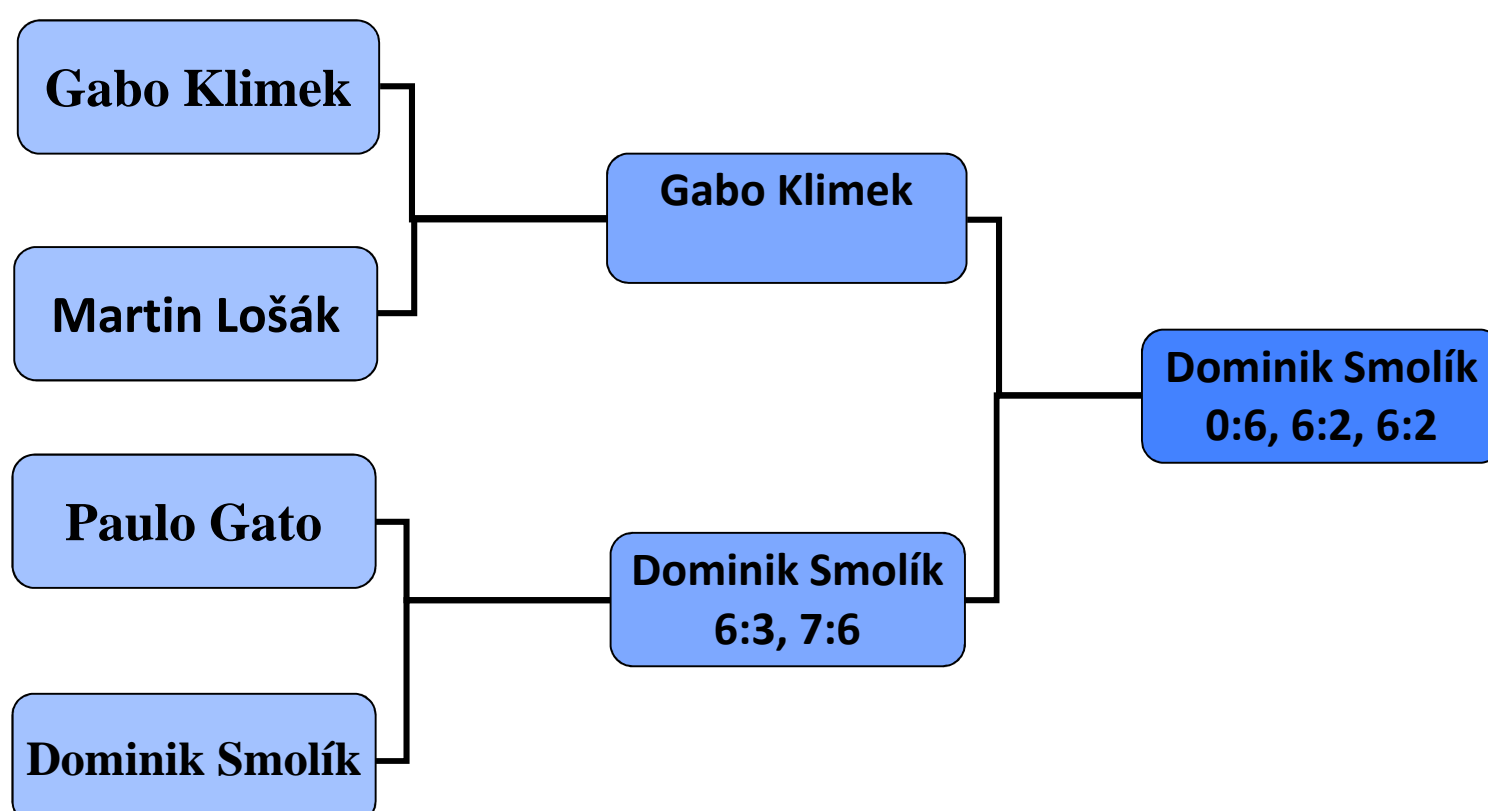 Gabo Klimek
Martin Lošák
Paulo Gato
Dominik Smolík
Gabo Klimek
Dominik Smolík
6:3, 7:6
Dominik Smolík
0:6, 6:2, 6:2